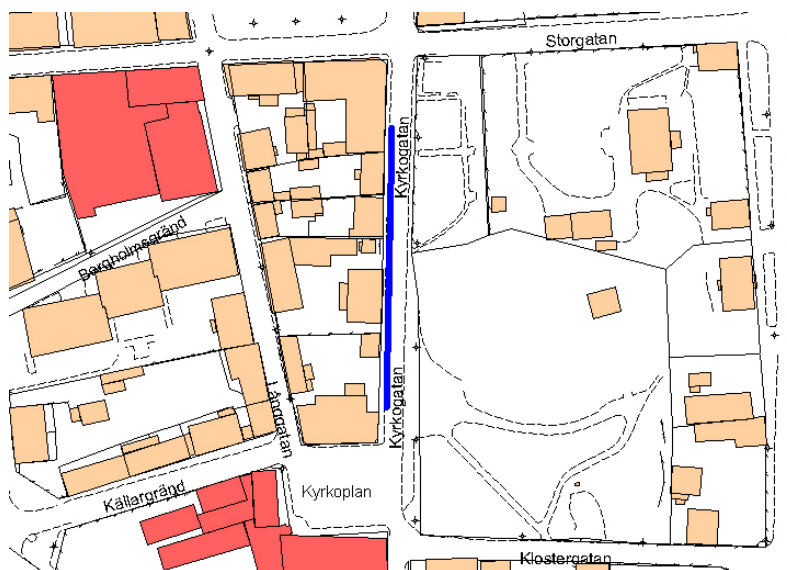 Storgatan
Kyrkogatan
Bergholmsgränd
Långgatan
Kyrkogatan
Källargränd
Kyrkoplan
Klostergatan